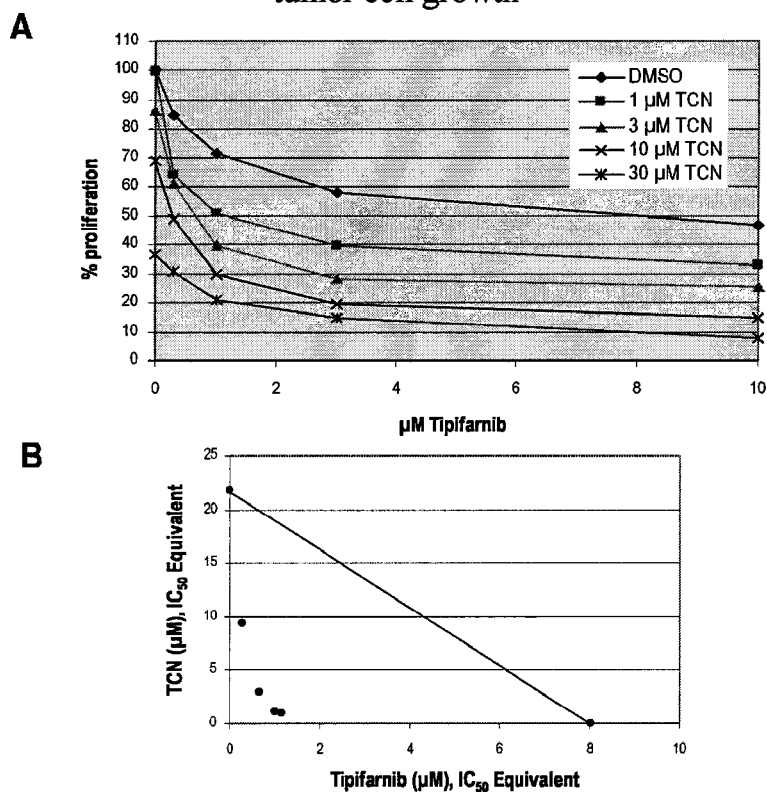 tumor cell growth
A
110
100
90
80
70
60
50
40
30
20
10
0
% proliferation
DMSO
1 µM TCN
3 µM TCN
10 µM TCN
30 µM TCN
0 2 4 6 8 10
µM Tipifarnib
B
25
20
15
10
5
0
TCN (µM), IC50 Equivalent
0 2 4 6 8 10
Tipifarnib (µM), IC50 Equivalent